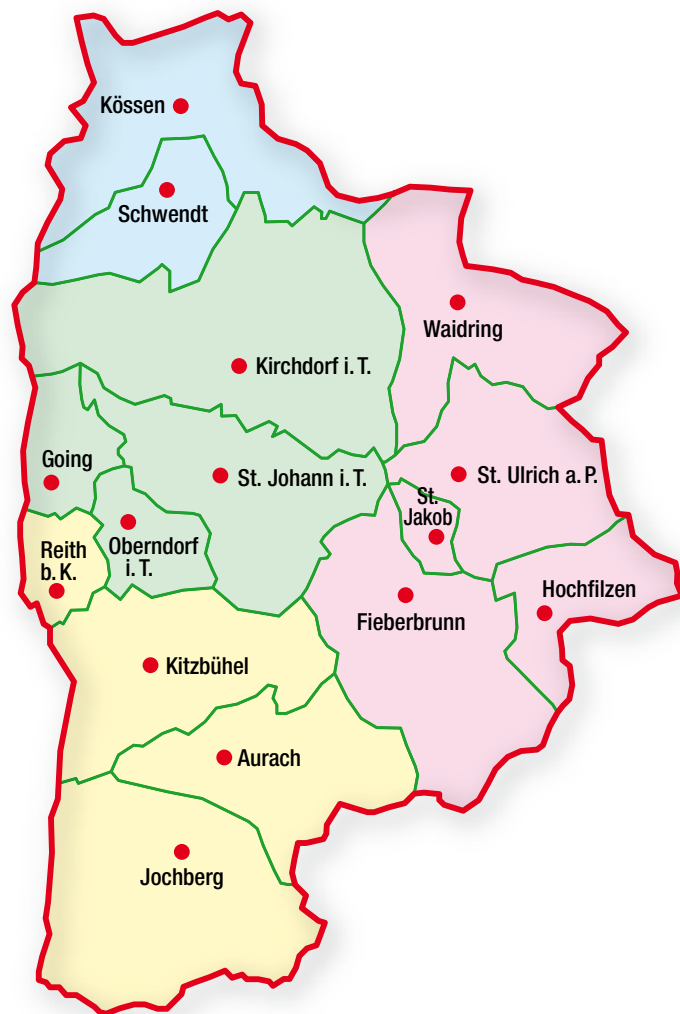 Kössen
Schwendt
Waidring
Kirchdorf i. T.
Going
St. Johann i. T.
St. Ulrich a. P.
St.
Jakob
Reith
b. K.
Oberndorf
i. T.
Hochfilzen
Fieberbrunn
Kitzbühel
Aurach
Jochberg